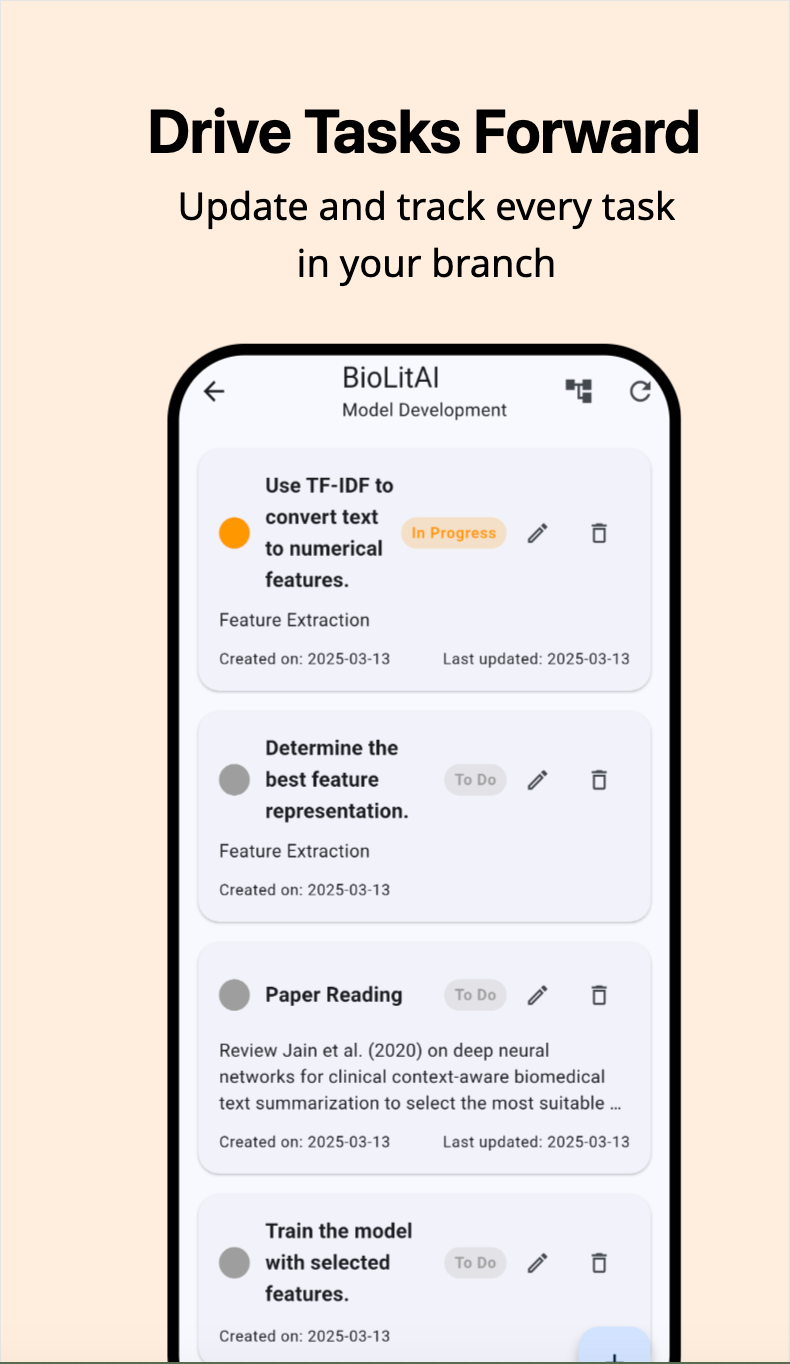 Drive Tasks Forward
Update and track every task
in your branch
BioLitAI
Model Development
Use TF-IDF to
convert text
to numerical
features.
In Progress
Feature Extraction
Created on: 2025-03-13 Last updated: 2025-03-13
Determine the
best feature
representation.
To Do
Feature Extraction
Created on: 2025-03-13
Paper Reading To Do
Review Jain et al. (2020) on deep neural
networks for clinical context-aware biomedical
text summarization to select the most suitable …
Created on: 2025-03-13 Last updated: 2025-03-13
Train the model
with selected
features.
To Do
Created on: 2025-03-13